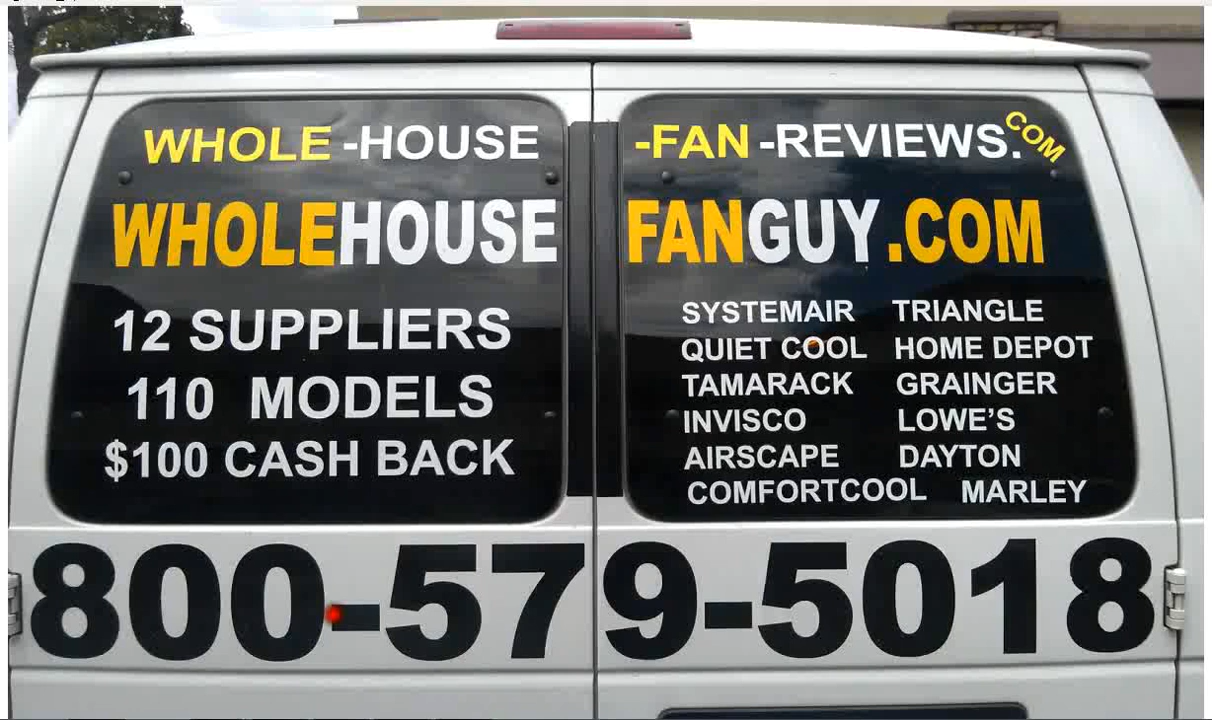 WHOLE -HOUSE -FAN -REVIEWS.COM
WHOLEHOUSE FANGUY.COM
12 SUPPLIERS
110 MODELS
$100 CASH BACK
SYSTEMAIR TRIANGLE
QUIET COOL HOME DEPOT
TAMARACK GRAINGER
INVISCO LOWE'S
AIRSCAPE DAYTON
COMFORTCOOL MARLEY
800-579-5018